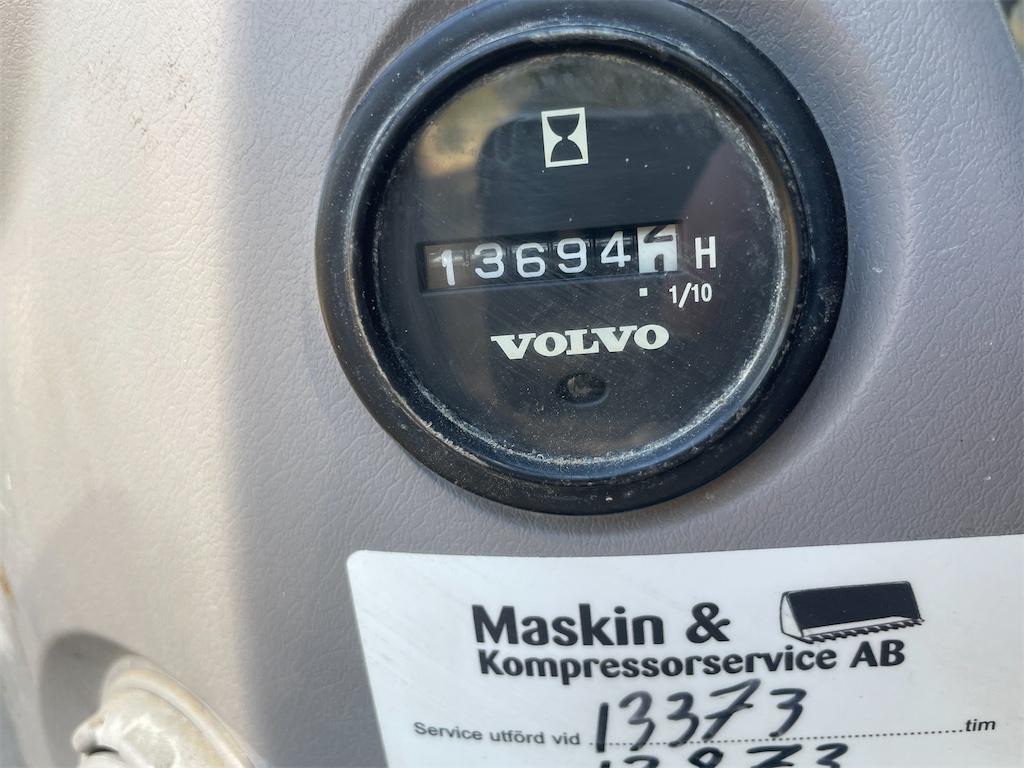 13694 H
1/10
VOLVO
Maskin &
Kompressorservice AB
Service utförd vid 13373 tim